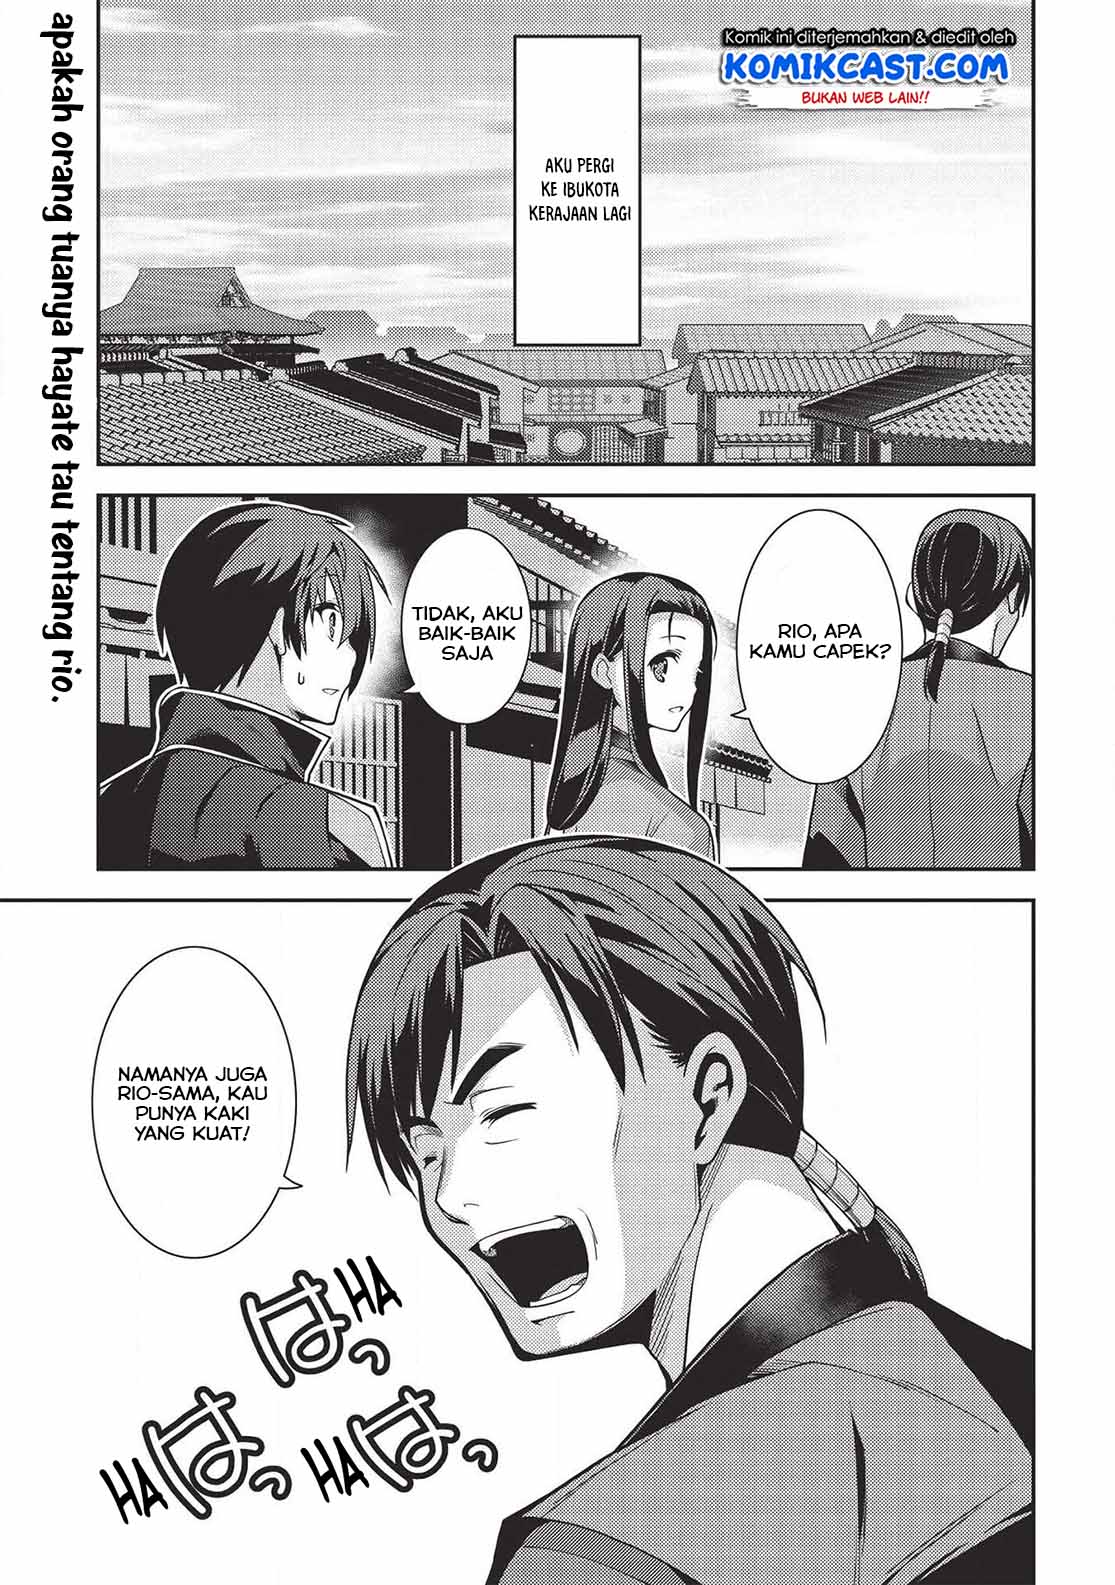 Komik ini diterjemahkan & diedit oleh
KOMIKCAST.COM
BUKAN WEB LAIN!!
apakah orang tuanya hayate tau tentang rio.
AKU PERGI
KE IBUKOTA
KERAJAAN LAGI
RIO, APA
KAMU CAPEK?
TIDAK, AKU
BAIK-BAIK
SAJA
NAMANYA JUGA
RIO-SAMA, KAU
PUNYA KAKI
YANG KUAT!
はっ
HA
はっ
HA
はっ
HA